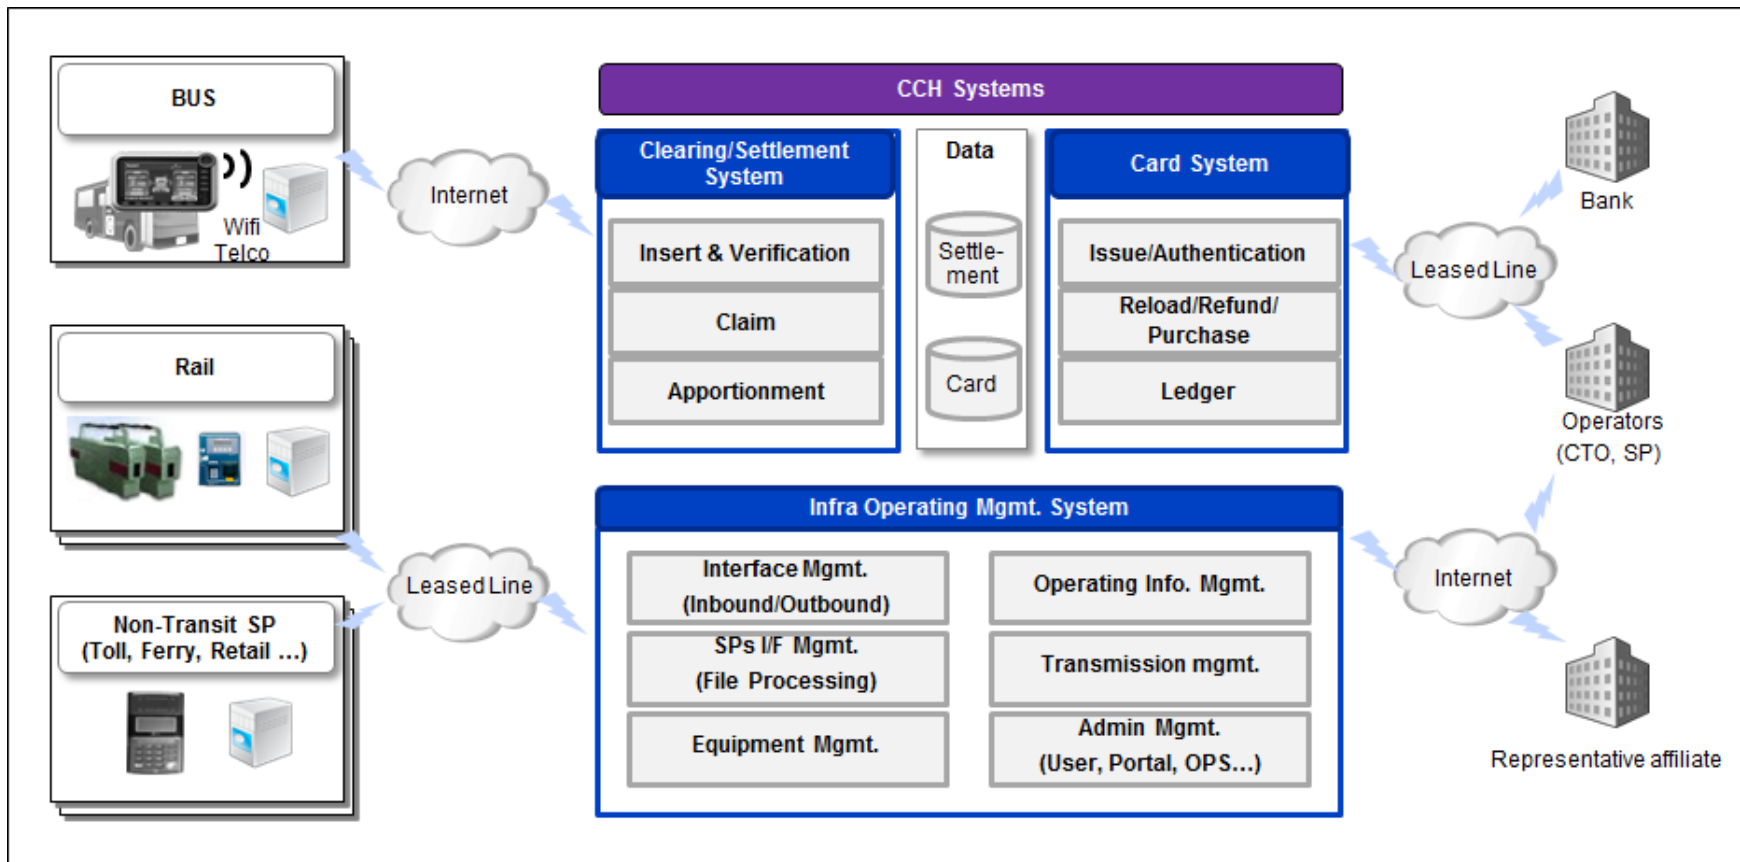 BUS
Wifi
Telco
Internet
Rail
Leased Line
Non-Transit SP
(Toll, Ferry, Retail ...)
CCH Systems
Clearing/Settlement
System
Insert & Verification
Claim
Apportionment
Data
Settle-
ment
Card
Card System
Issue/Authentication
Reload/Refund/
Purchase
Ledger
Infra Operating Mgmt. System
Interface Mgmt.
(Inbound/Outbound)
SPs I/F Mgmt.
(File Processing)
Equipment Mgmt.
Operating Info. Mgmt.
Transmission mgmt.
Admin Mgmt.
(User, Portal, OPS...)
Leased Line
Bank
Operators
(CTO, SP)
Internet
Representative affiliate